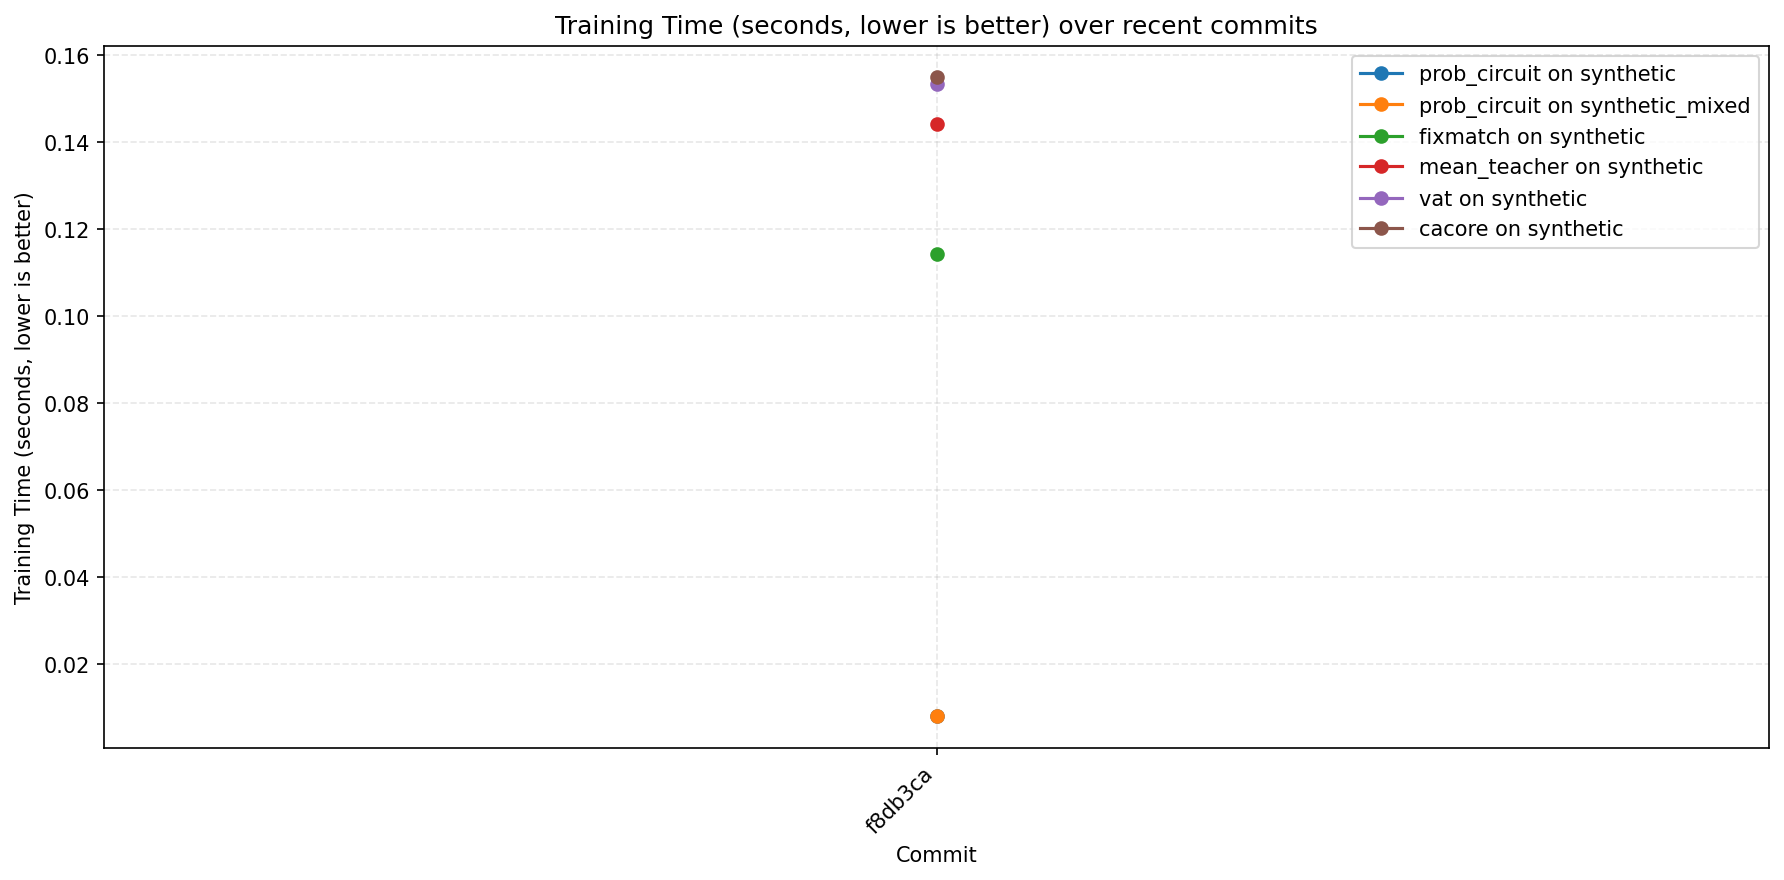 Training Time (seconds, lower is better) over recent commits
Training Time (seconds, lower is better)
0.16
0.14
0.12
0.10
0.08
0.06
0.04
0.02
prob_circuit on synthetic
prob_circuit on synthetic_mixed
fixmatch on synthetic
mean_teacher on synthetic
vat on synthetic
cacore on synthetic
f8db3ca
Commit